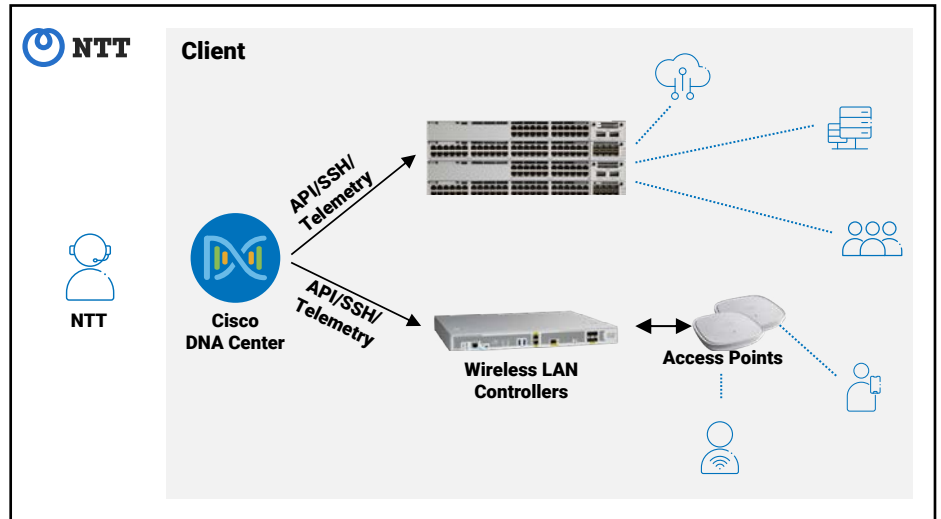 NTT
Client
API/SSH/
Telemetry
NTT
Cisco
DNA Center
API/SSH/
Telemetry
Wireless LAN
Controllers
Access Points